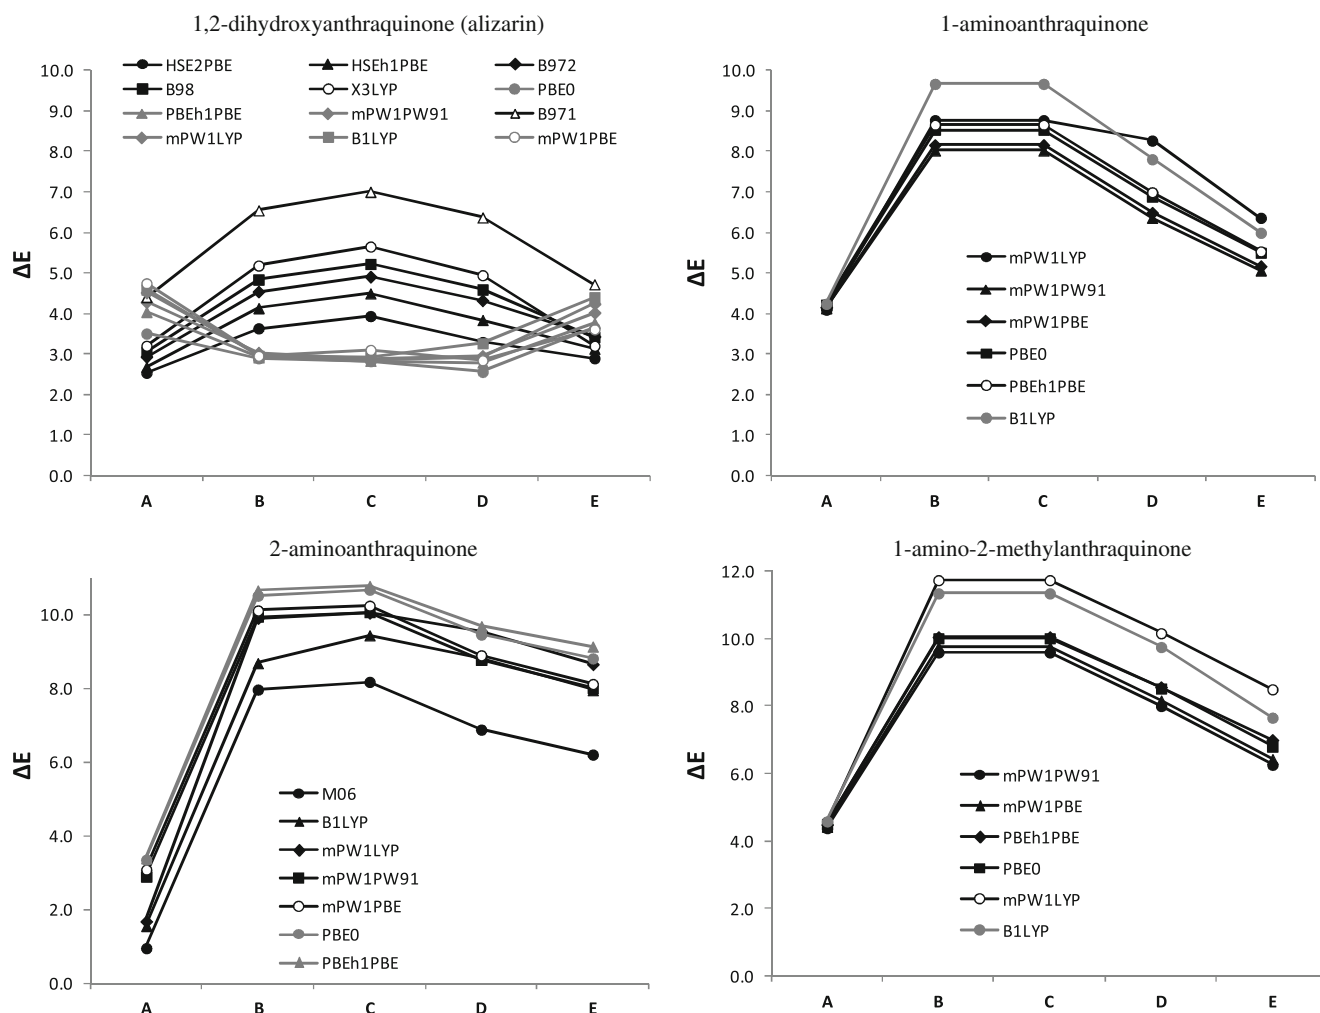 1,2-dihydroxyanthraquinone (alizarin)
HSE2PBE HSEh1PBE B972
B98 X3LYP PBE0
PBEh1PBE mPW1PW91 B971
mPW1LYP B1LYP mPW1PBE
10.0
9.0
8.0
7.0
6.0
5.0
4.0
3.0
2.0
1.0
0.0
ΔE
A B C D E
1-aminoanthraquinone
10.0
9.0
8.0
7.0
6.0
5.0
4.0
3.0
2.0
1.0
0.0
ΔE
mPW1LYP
mPW1PW91
mPW1PBE
PBE0
PBEh1PBE
B1LYP
A B C D E
2-aminoanthraquinone
10.0
8.0
6.0
4.0
2.0
0.0
ΔE
M06
B1LYP
mPW1LYP
mPW1PW91
mPW1PBE
PBE0
PBEh1PBE
A B C D E
1-amino-2-methylanthraquinone
12.0
10.0
8.0
6.0
4.0
2.0
0.0
ΔE
mPW1PW91
mPW1PBE
PBEh1PBE
PBE0
mPW1LYP
B1LYP
A B C D E